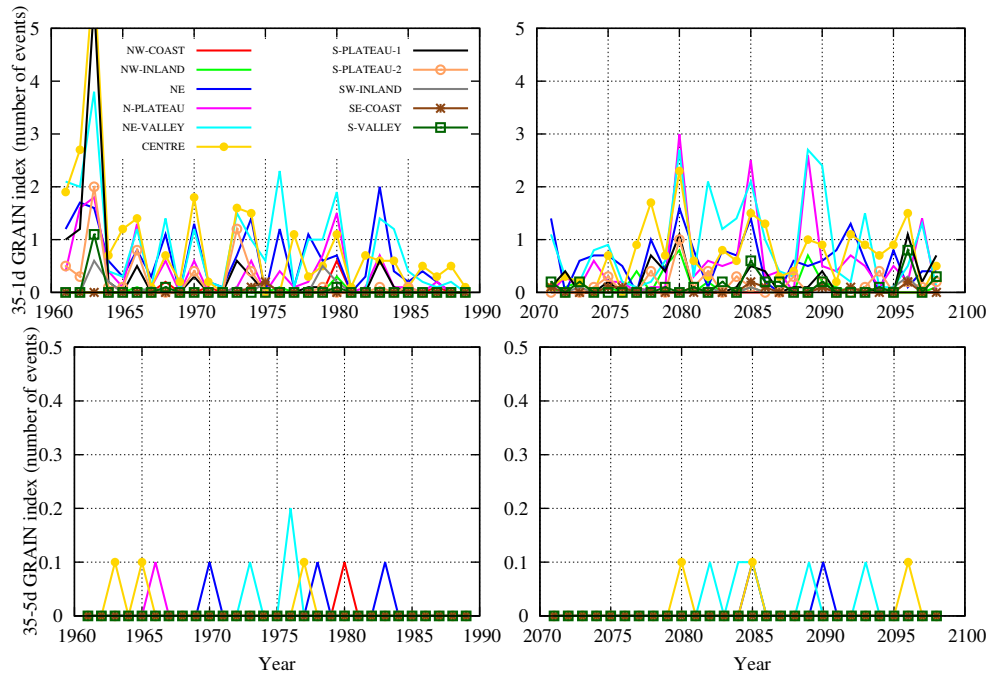 35-1d GRAIN index (number of events)
5
4
3
2
1
0
NW-COAST
NW-INLAND
NE
N-PLATEAU
NE-VALLEY
CENTRE
S-PLATEAU-1
S-PLATEAU-2
SW-INLAND
SE-COAST
S-VALLEY
1960 1965 1970 1975 1980 1985 1990
5
4
3
2
1
0
2070 2075 2080 2085 2090 2095 2100
35-5d GRAIN index (number of events)
0.5
0.4
0.3
0.2
0.1
0
1960 1965 1970 1975 1980 1985 1990
Year
0.5
0.4
0.3
0.2
0.1
0
2070 2075 2080 2085 2090 2095 2100
Year